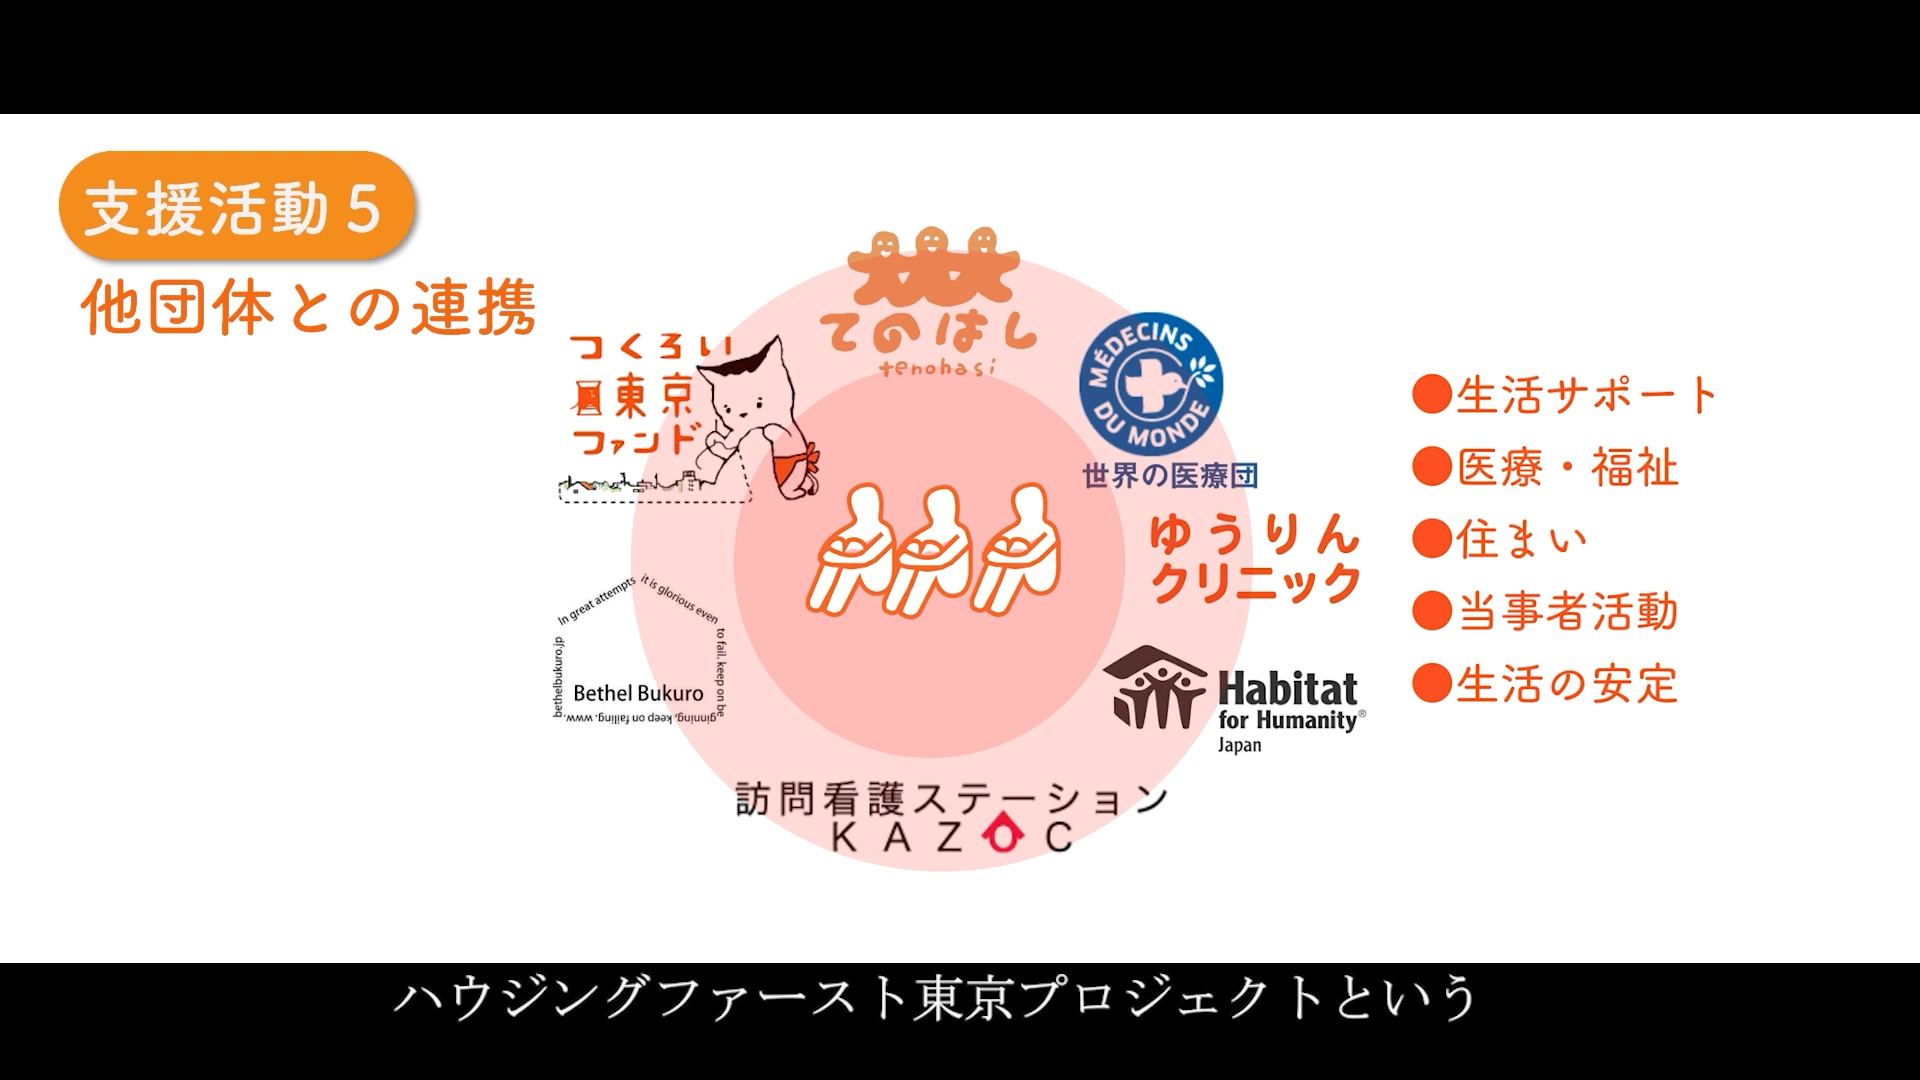 支援活動5
他団体との連携
てのはし
tenohasi
つくろい
東京
ファンド
MÉDECINS
DU MONDE
世界の医療団
ゆうりん
クリニック
Habitat
for Humanity®
Japan
訪問看護ステーション
KAZOC
In great attempts
it is glorious even
to fail. keep on be
ginning, keep on failing. www.
bethelbukuro.jp
Bethel Bukuro
●生活サポート
●医療・福祉
●住まい
●当事者活動
●生活の安定
ハウジングファースト東京プロジェクトという